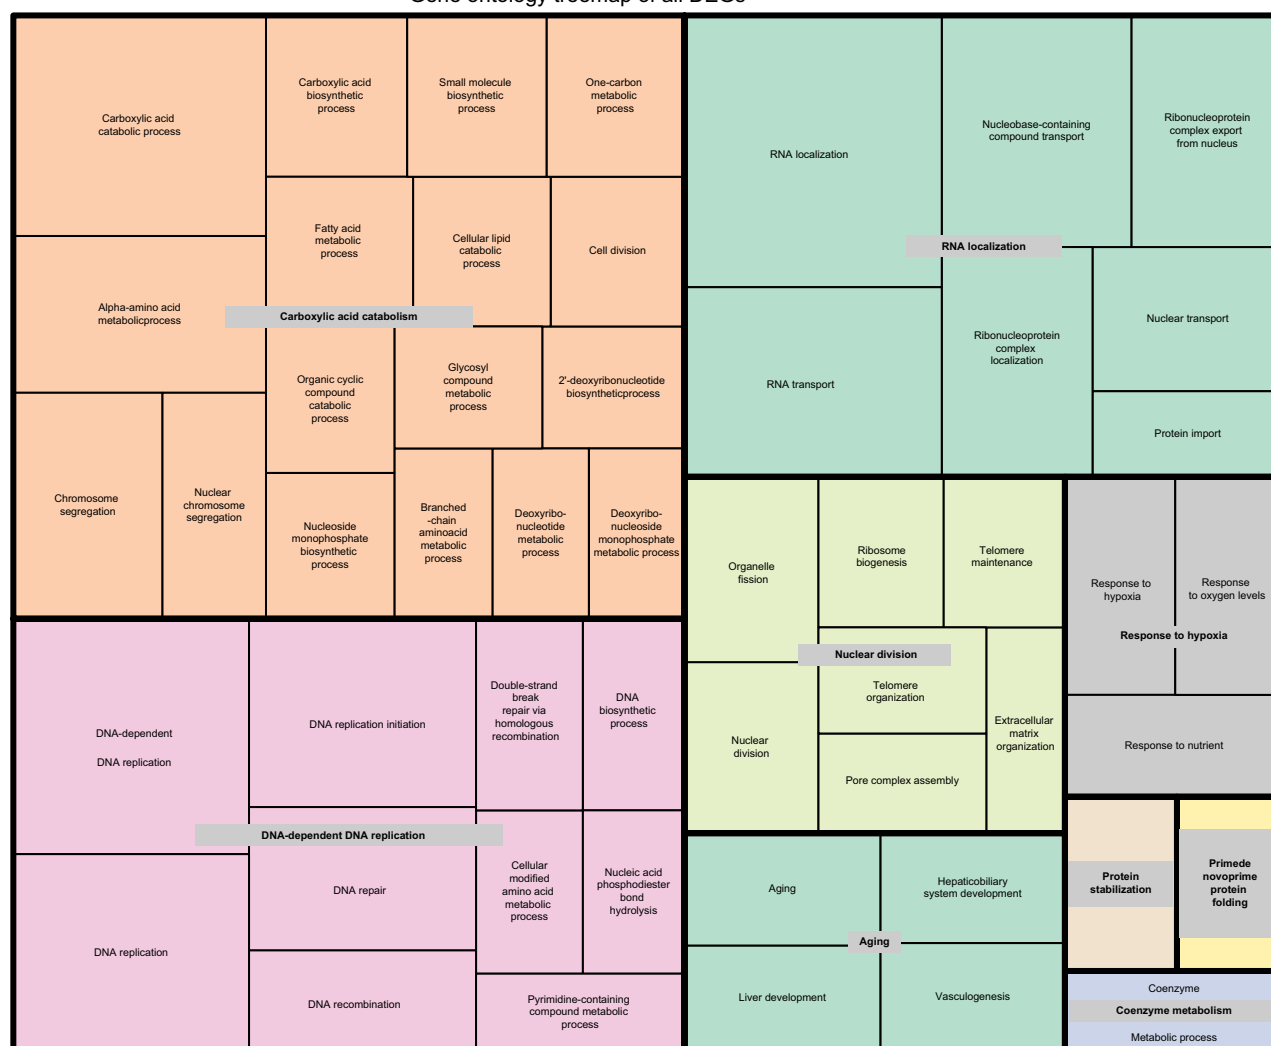 Gene ontology treemap of all DEGs
Carboxylic acid
catabolic process
Carboxylic acid
biosynthetic
process
Small molecule
biosynthetic
process
One-carbon
metabolic
process
Fatty acid
metabolic
process
Cellular lipid
catabolic
process
Cell division
Alpha-amino acid
metabolicprocess
Carboxylic acid catabolism
Organic cyclic
compound
catabolic
process
Glycosyl
compound
metabolic
process
2'-deoxyribonucleotide
biosyntheticprocess
Chromosome
segregation
Nuclear
chromosome
segregation
Nucleoside
monophosphate
biosynthetic
process
Branched
-chain
aminoacid
metabolic
process
Deoxyribo-
nucleotide
metabolic
process
Deoxyribo-
nucleoside
monophosphate
metabolic process
RNA localization
Nucleobase-containing
compound transport
Ribonucleoprotein
complex export
from nucleus
RNA localization
RNA transport
Ribonucleoprotein
complex
localization
Nuclear transport
Protein import
DNA-dependent
DNA replication
DNA replication initiation
Double-strand
break
repair via
homologous
recombination
DNA
biosynthetic
process
DNA-dependent DNA replication
DNA replication
DNA repair
Cellular
modified
amino acid
metabolic
process
Nucleic acid
phosphodiester
bond
hydrolysis
DNA recombination
Pyrimidine-containing
compound metabolic
process
Organelle
fission
Ribosome
biogenesis
Telomere
maintenance
Nuclear division
Telomere
organization
Nuclear
division
Extracellular
matrix
organization
Pore complex assembly
Response to
hypoxia
Response
to oxygen levels
Response to hypoxia
Response to nutrient
Aging
Hepaticobiliary
system development
Aging
Liver development
Vasculogenesis
Protein
stabilization
Primede
novoprime
protein
folding
Coenzyme
Coenzyme metabolism
Metabolic process